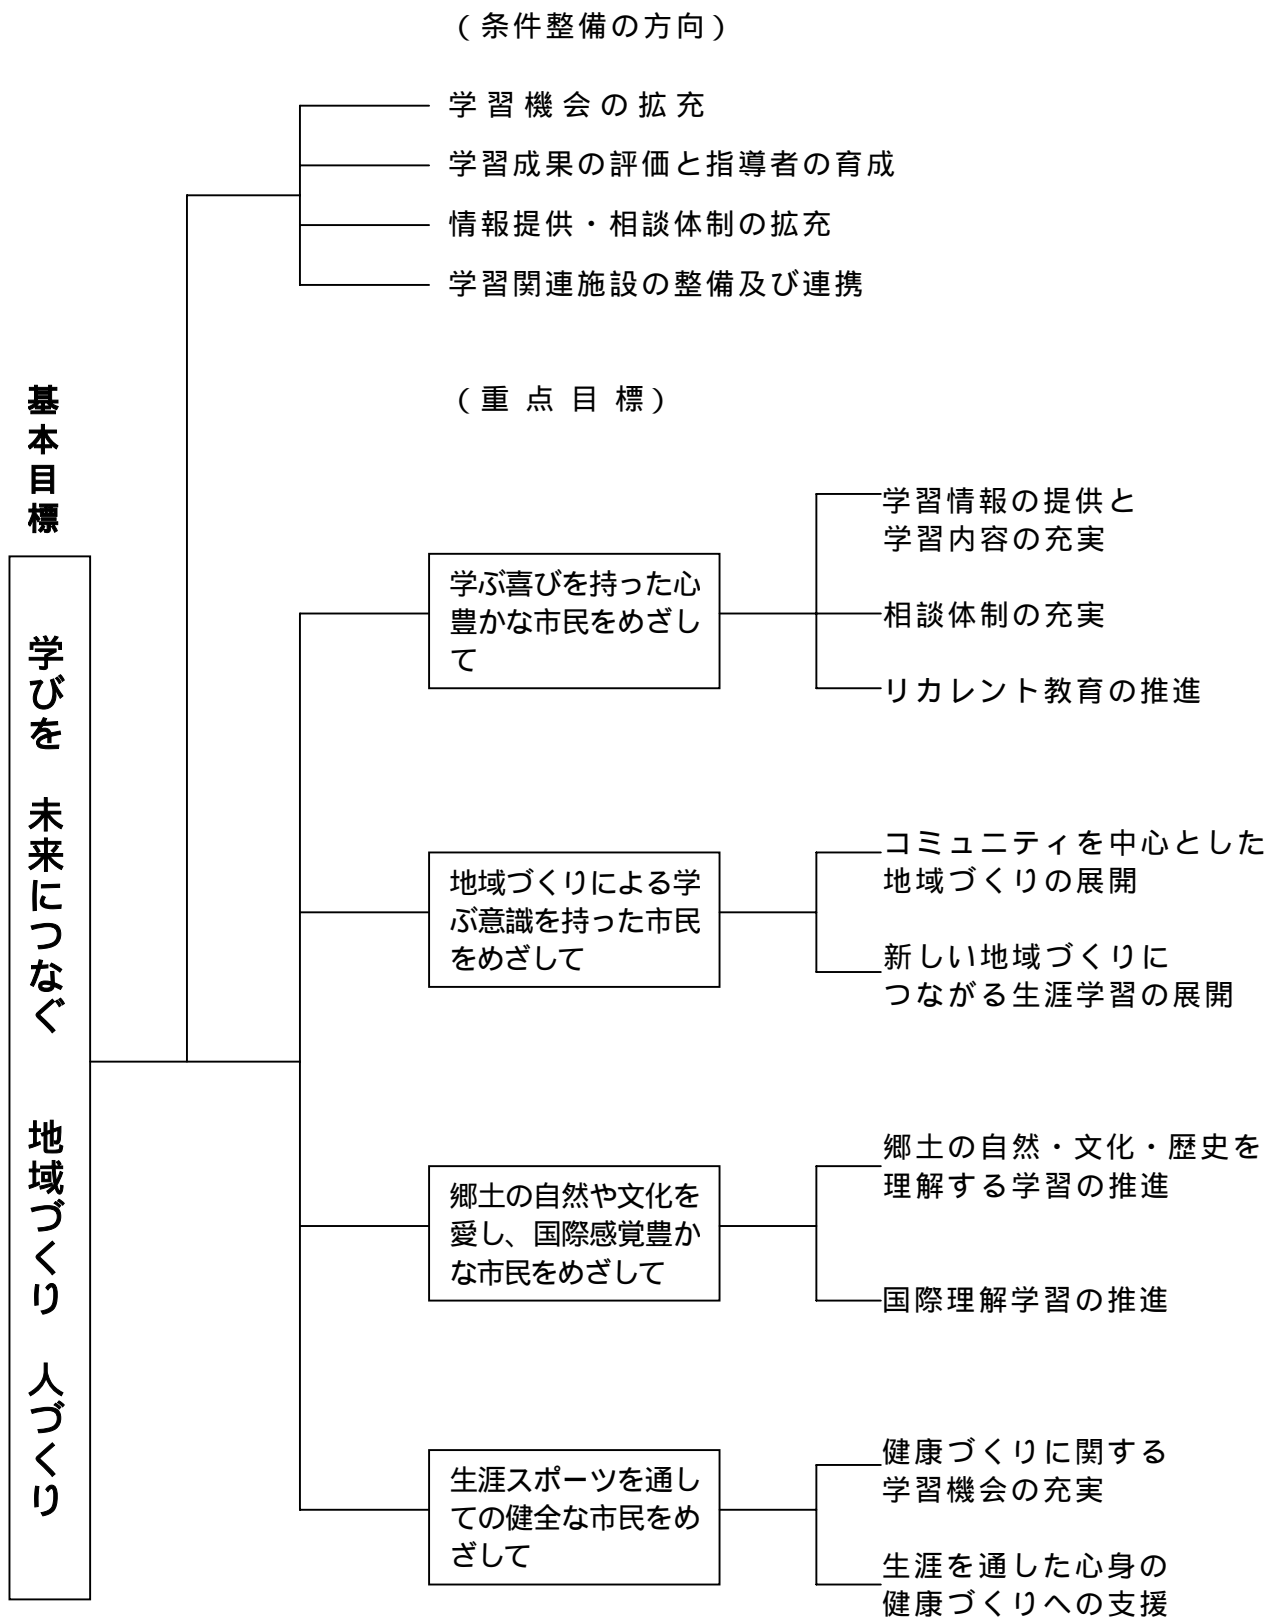 (条件整備の方向)
学習機会の拡充
学習成果の評価と指導者の育成
情報提供・相談体制の拡充
学習関連施設の整備及び連携
基本目標
学びを 未来につなぐ 地域づくり 人づくり
(重点目標)
学ぶ喜びを持った心
豊かな市民をめざし
て
学習情報の提供と
学習内容の充実
相談体制の充実
リカレント教育の推進
地域づくりによる学
ぶ意識を持った市民
をめざして
コミュニティを中心とした
地域づくりの展開
新しい地域づくりに
つながる生涯学習の展開
郷土の自然や文化を
愛し、国際感覚豊か
な市民をめざして
郷土の自然・文化・歴史を
理解する学習の推進
国際理解学習の推進
生涯スポーツを通し
ての健全な市民をめ
ざして
健康づくりに関する
学習機会の充実
生涯を通した心身の
健康づくりへの支援